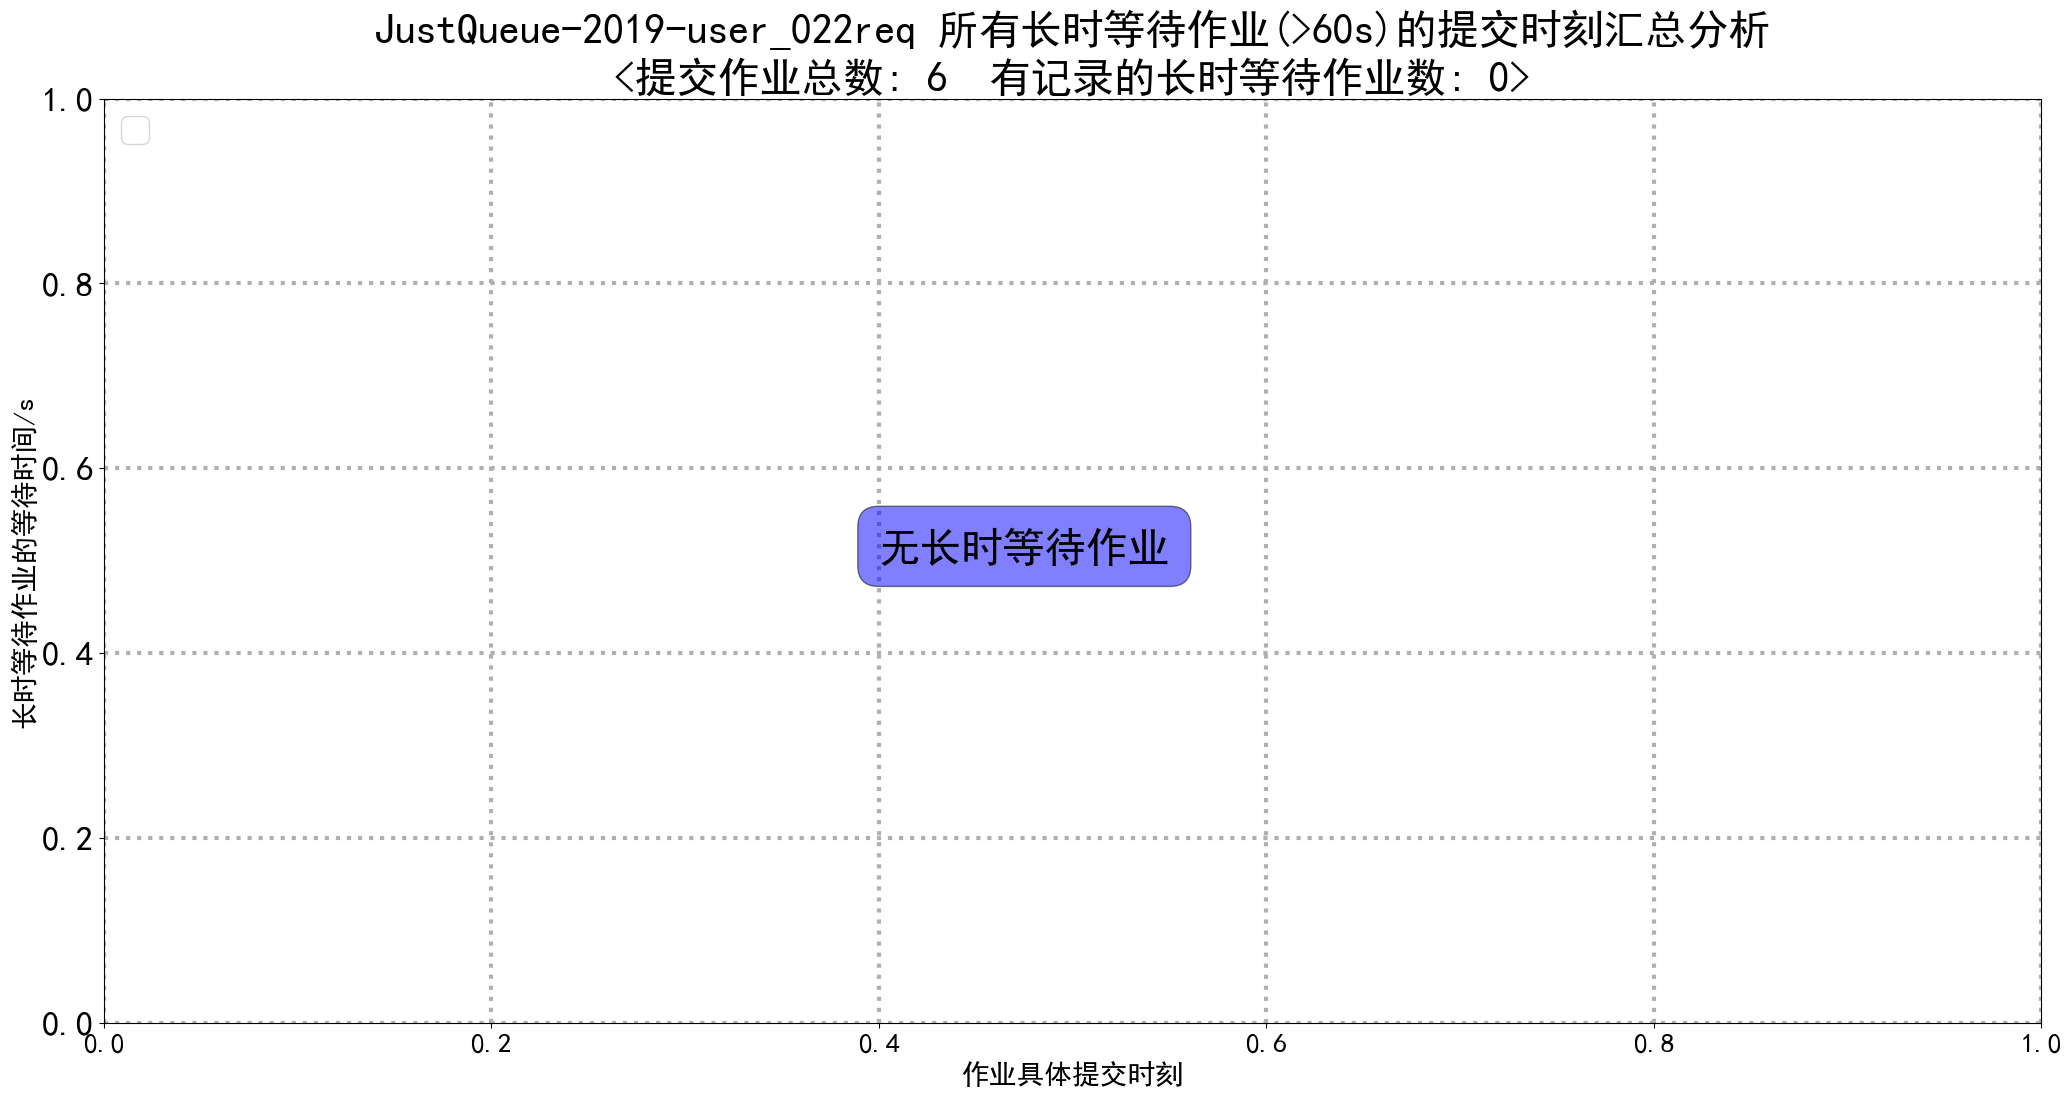 JustQueue-2019-user_022req 所有长时等待作业(>60s)的提交时刻汇总分析
<提交作业总数: 6  有记录的长时等待作业数: 0>
1.0
0.8
0.6
0.4
0.2
0.0
长时等待作业的等待时间/s
无长时等待作业
0.0 0.2 0.4 0.6 0.8 1.0
作业具体提交时刻